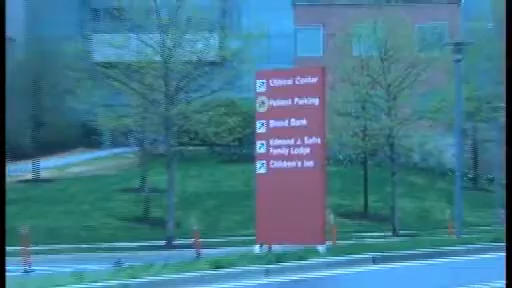 Clinical Center
Patient Parking
Blood Bank
Edmond J. Safra
Family Lodge
Children's Inn